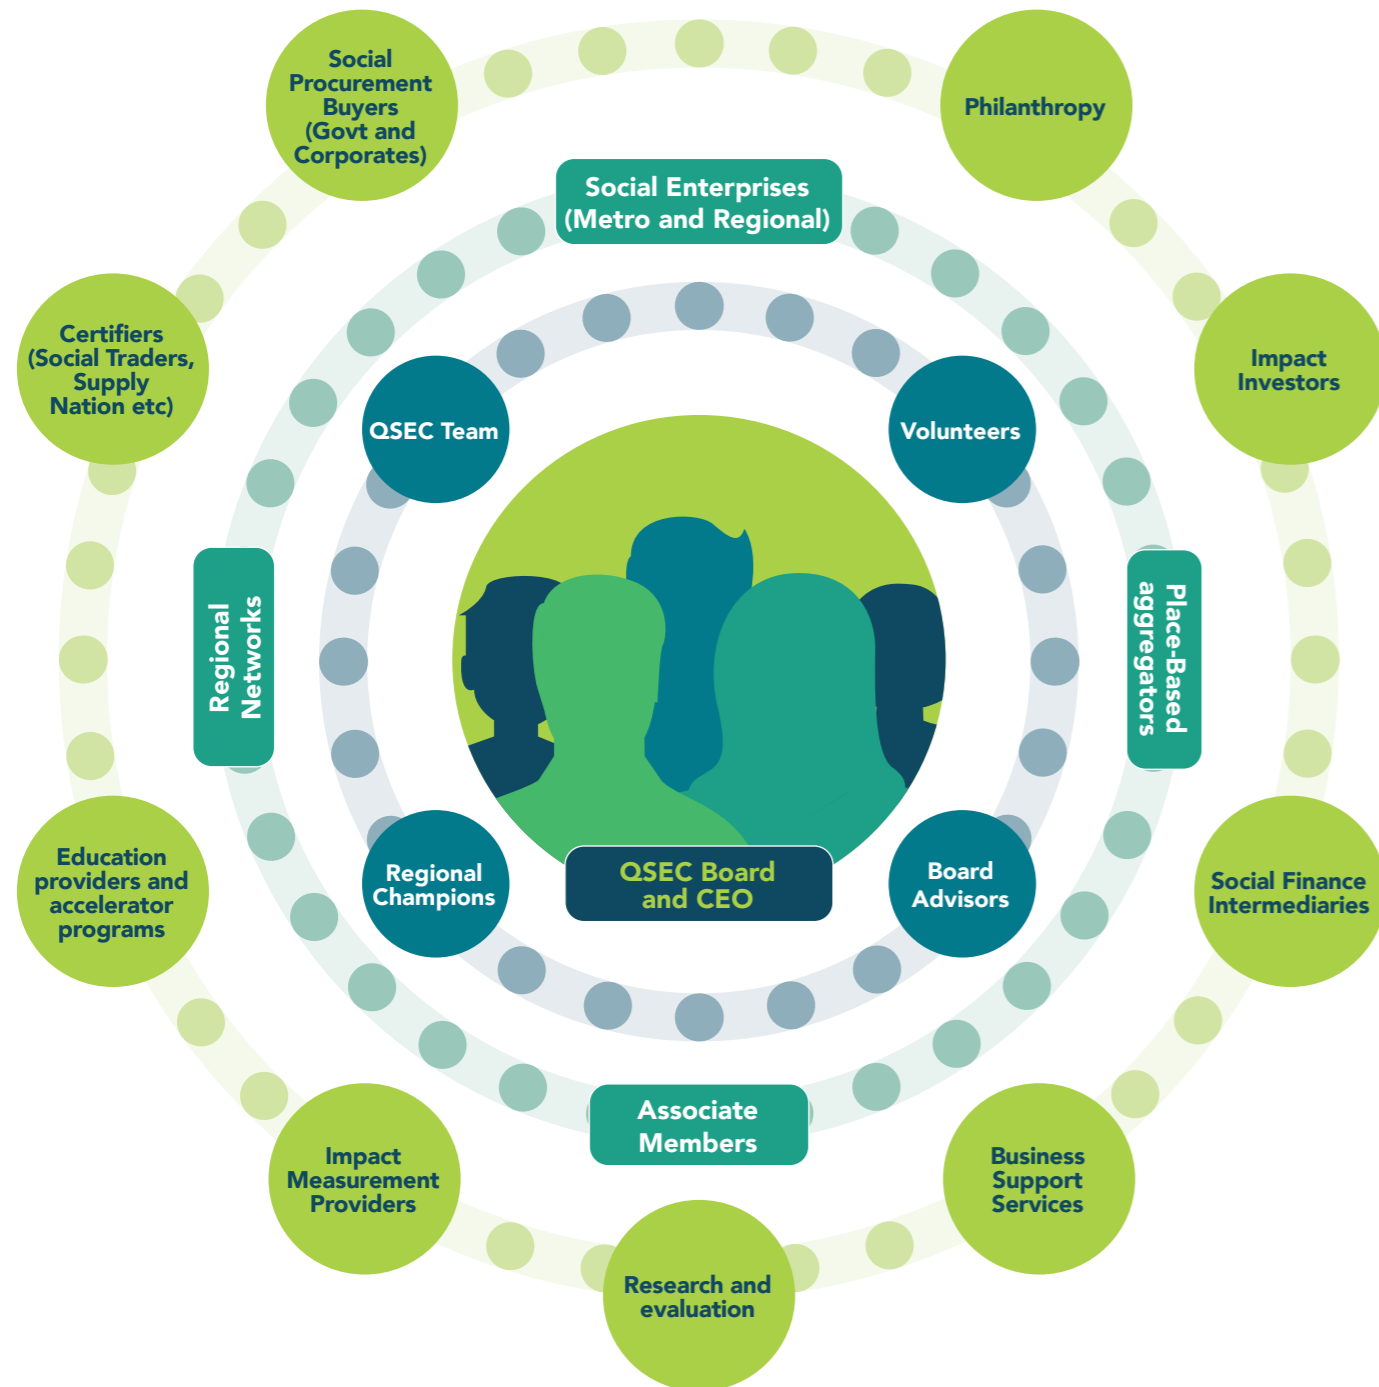 Social
Procurement
Buyers
(Govt and
Corporates)
Philanthropy
Social Enterprises
(Metro and Regional)
Certifiers
(Social Traders,
Supply
Nation etc)
Impact
Investors
QSEC Team
Volunteers
Regional
Networks
Place-Based
aggregators
Education
providers and
accelerator
programs
Regional
Champions
QSEC Board
and CEO
Board
Advisors
Social Finance
Intermediaries
Associate
Members
Impact
Measurement
Providers
Business
Support
Services
Research and
evaluation